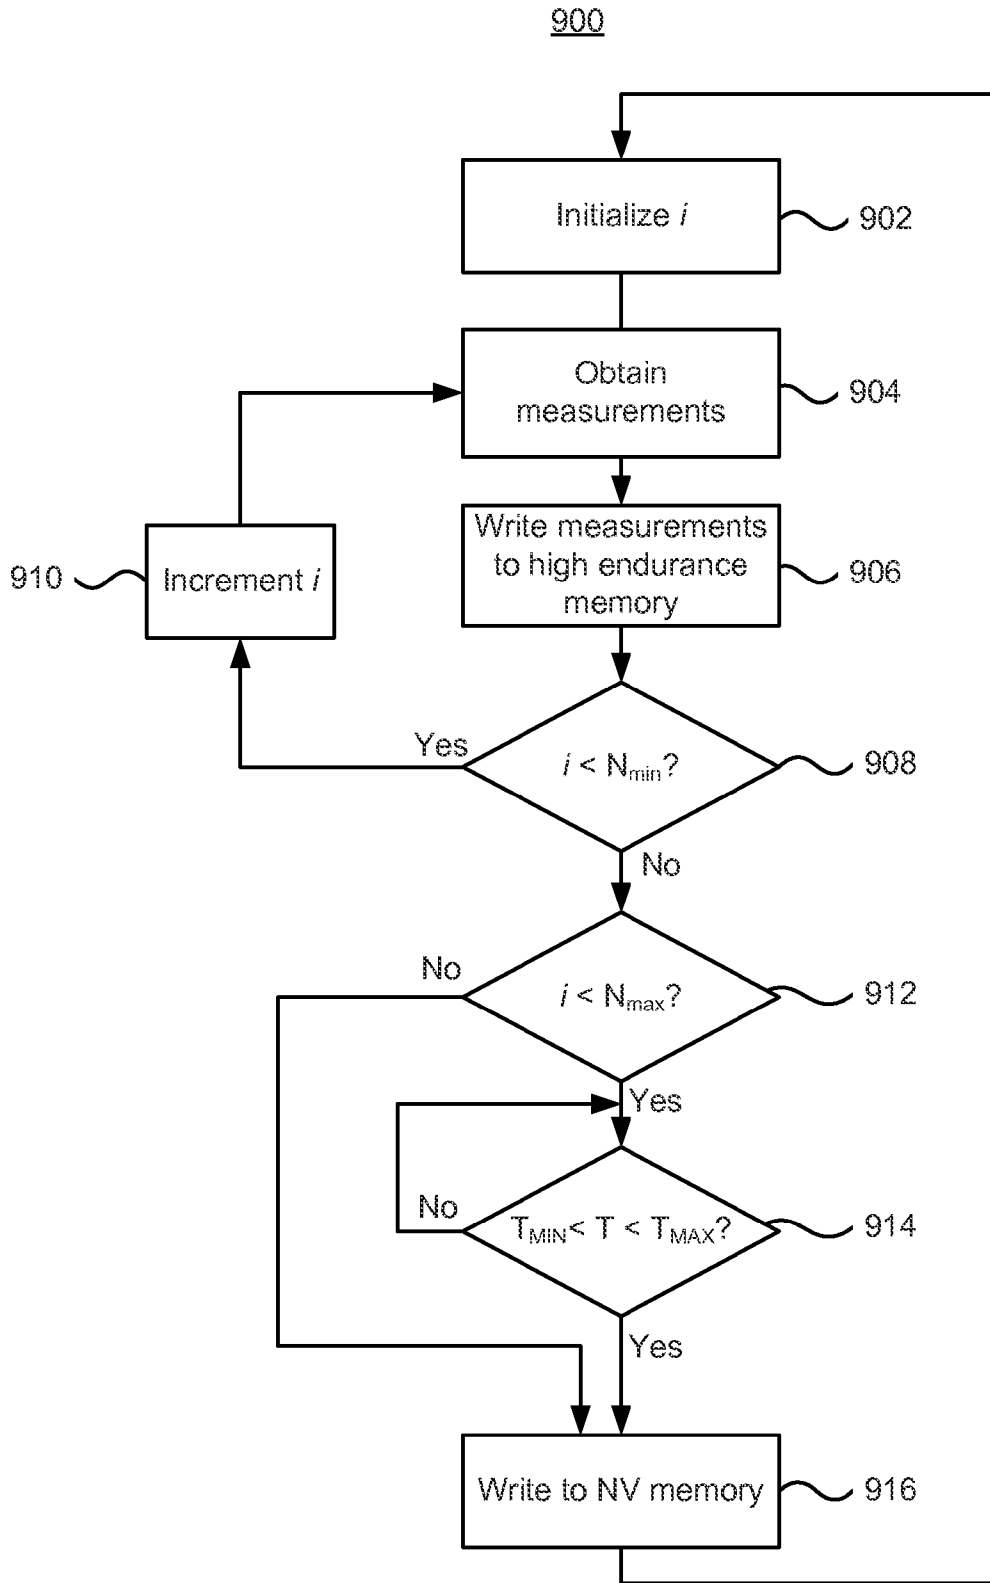 900
Initialize i
902
Obtain
measurements
904
Write measurements
to high endurance
memory
906
910
Increment i
Yes
i < Nmin?
908
No
No
i < Nmax?
912
Yes
No
TMIN < T < TMAX?
914
Yes
Write to NV memory
916